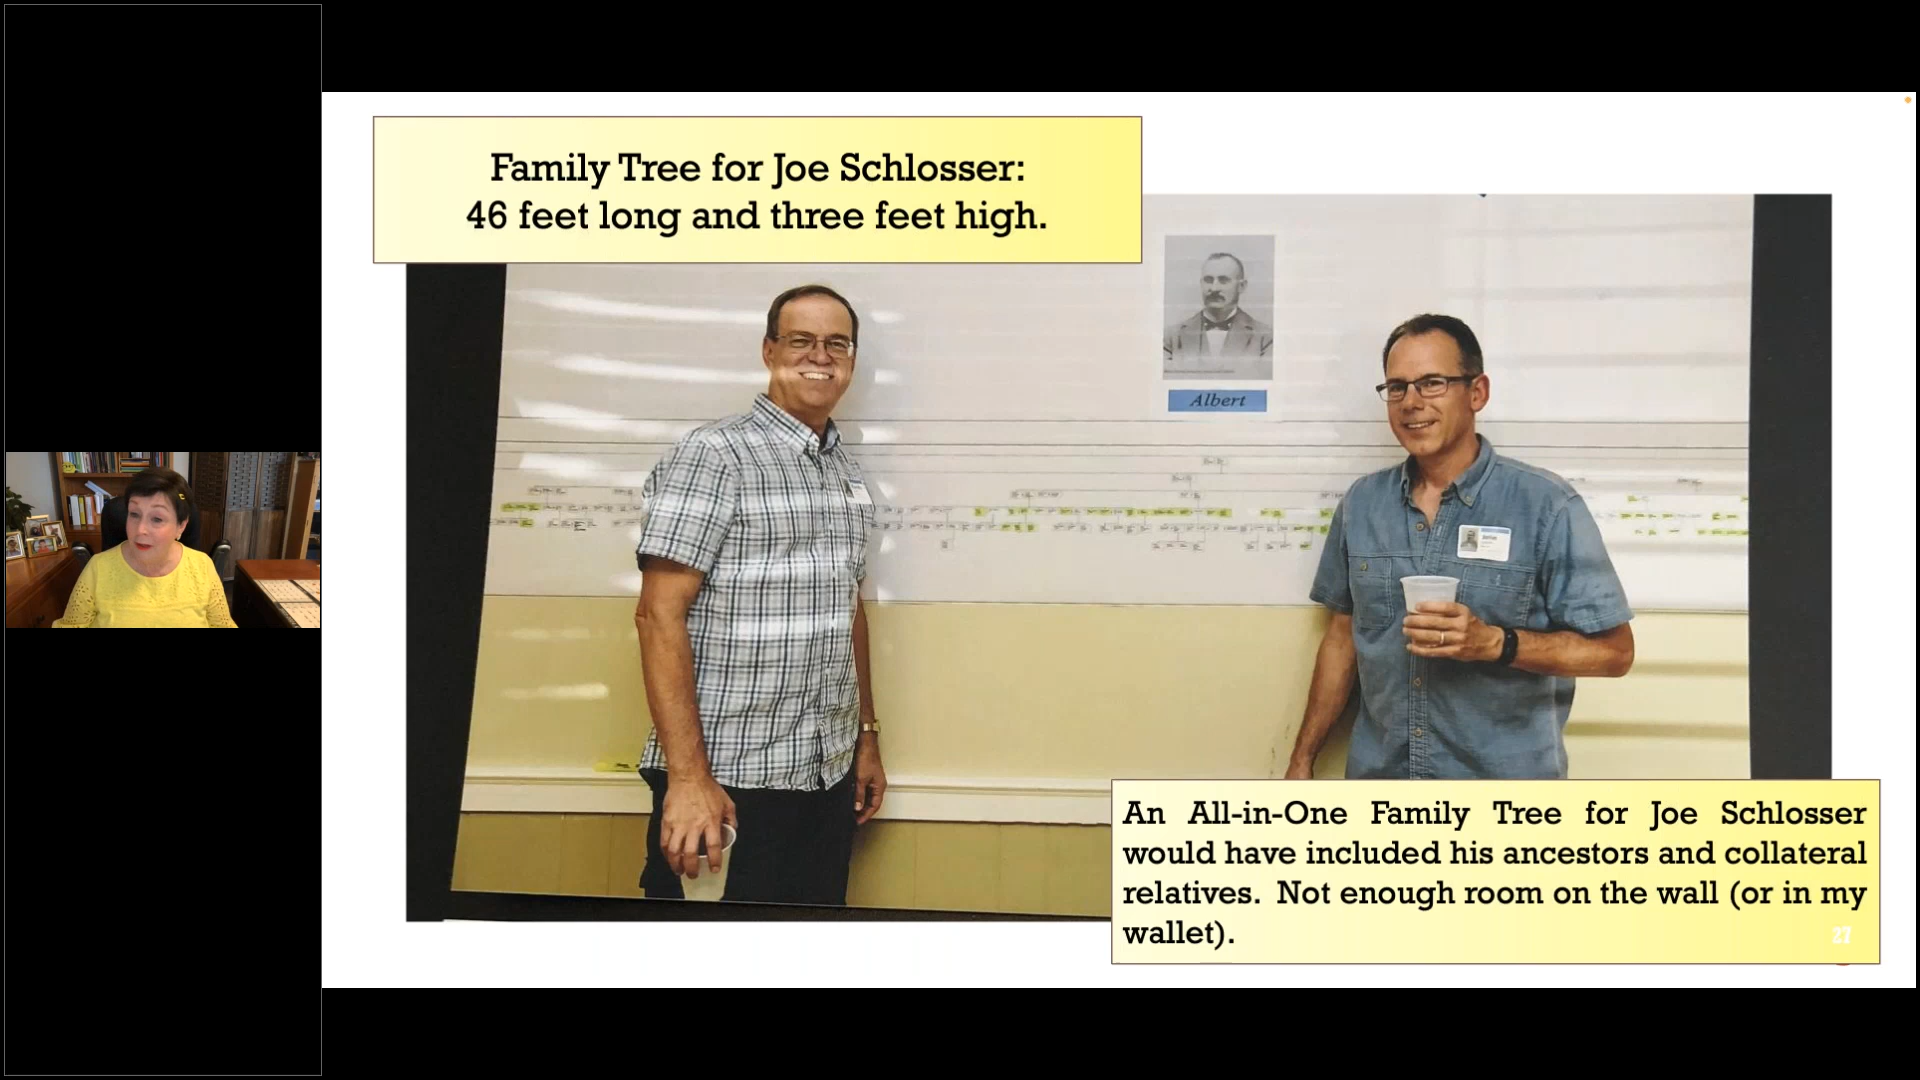 Family Tree for Joe Schlosser:
46 feet long and three feet high.
Albert
An All-in-One Family Tree for Joe Schlosser
would have included his ancestors and collateral
relatives. Not enough room on the wall (or in my
wallet).
27